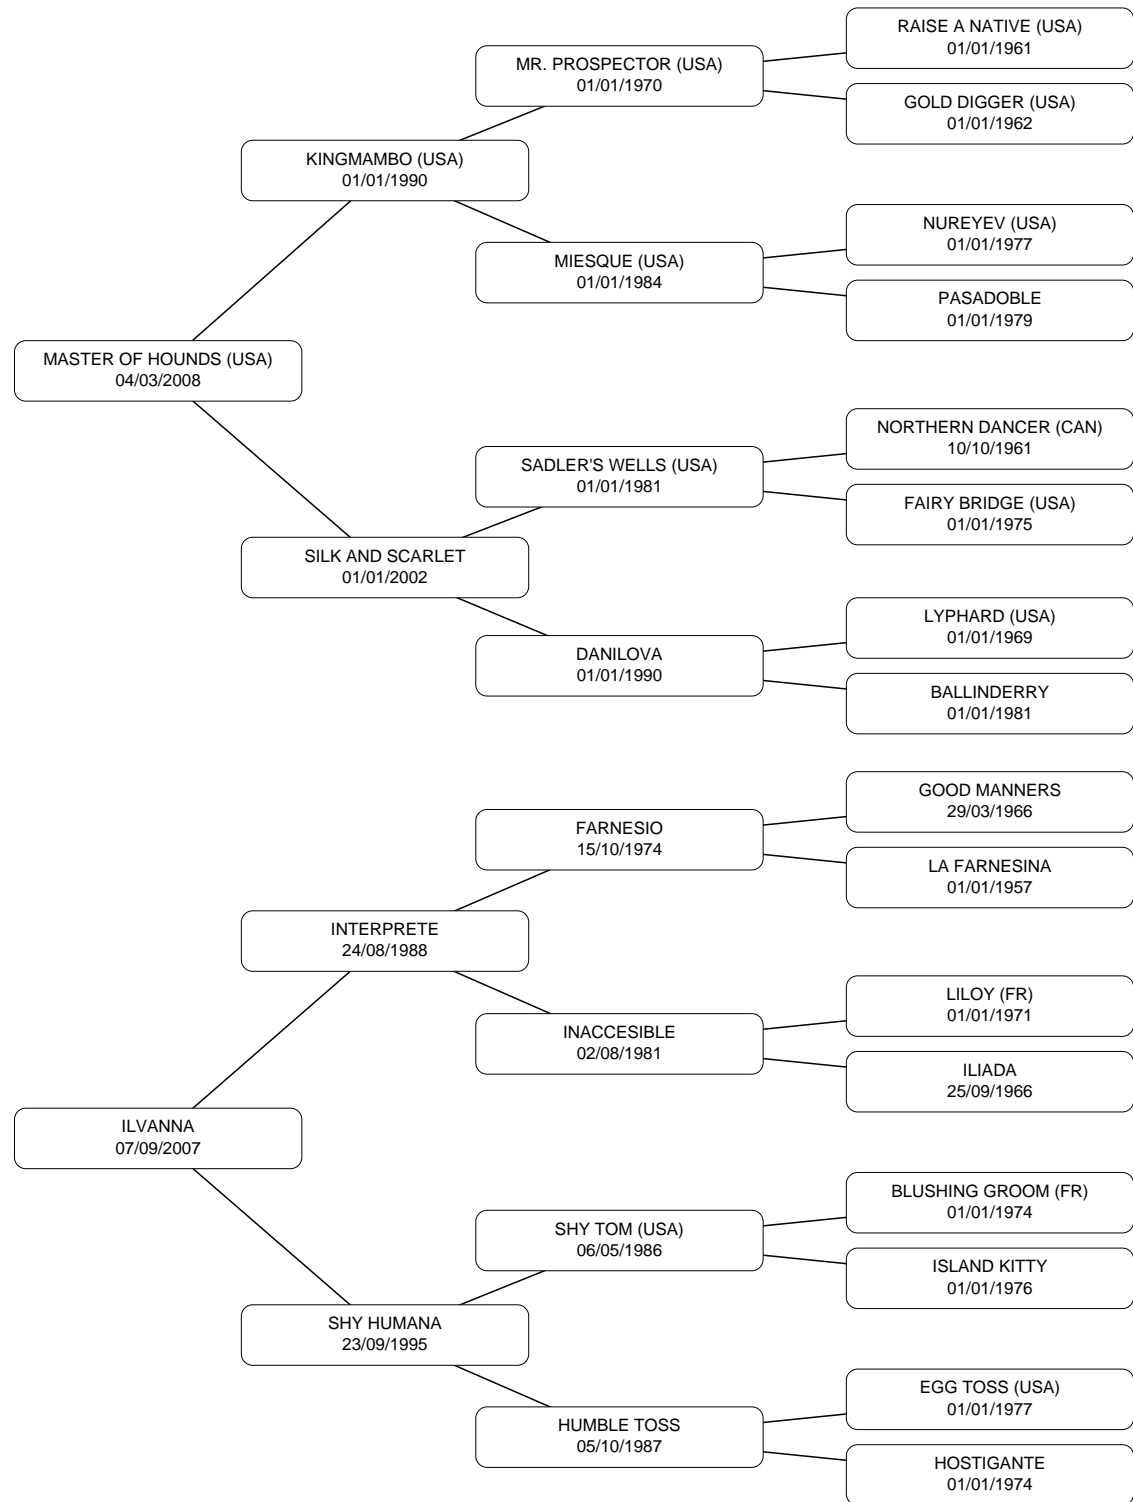 RAISE A NATIVE (USA)
01/01/1961
MR. PROSPECTOR (USA)
01/01/1970
GOLD DIGGER (USA)
01/01/1962
KINGMAMBO (USA)
01/01/1990
NUREYEV (USA)
01/01/1977
MIESQUE (USA)
01/01/1984
PASADOBLE
01/01/1979
MASTER OF HOUNDS (USA)
04/03/2008
NORTHERN DANCER (CAN)
10/10/1961
SADLER'S WELLS (USA)
01/01/1981
FAIRY BRIDGE (USA)
01/01/1975
SILK AND SCARLET
01/01/2002
LYPHARD (USA)
01/01/1969
DANILOVA
01/01/1990
BALLINDERRY
01/01/1981
GOOD MANNERS
29/03/1966
FARNESIO
15/10/1974
LA FARNESINA
01/01/1957
INTERPRETE
24/08/1988
LILOY (FR)
01/01/1971
INACCESIBLE
02/08/1981
ILIADA
25/09/1966
ILVANNA
07/09/2007
BLUSHING GROOM (FR)
01/01/1974
SHY TOM (USA)
06/05/1986
ISLAND KITTY
01/01/1976
SHY HUMANA
23/09/1995
EGG TOSS (USA)
01/01/1977
HUMBLE TOSS
05/10/1987
HOSTIGANTE
01/01/1974